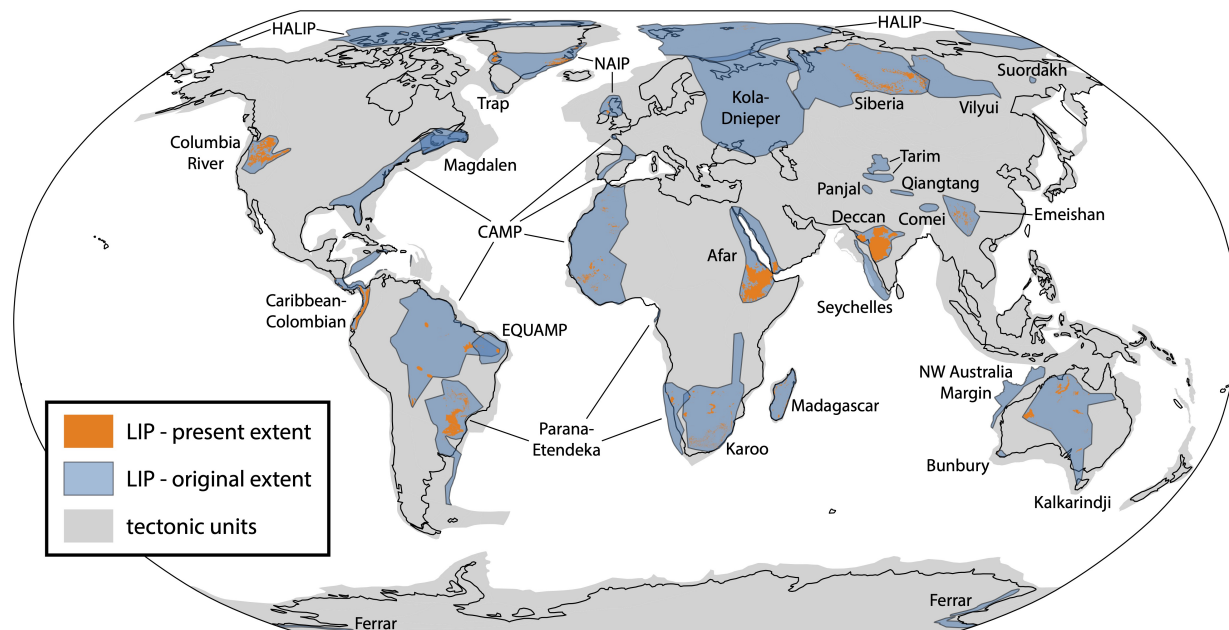 HALIP
HALIP
NAIP
Trap
Suordakh
Kola-
Dnieper
Siberia
Vilyui
Columbia
River
Magdalen
Tarim
Panjal
Qiangtang
Deccan
Comei
Emeishan
CAMP
Afar
Seychelles
Caribbean-
Colombian
EQUAMP
NW Australia
Margin
Madagascar
Parana-
Etendeka
Karoo
Bunbury
Kalkarindji
LIP - present extent
LIP - original extent
tectonic units
Ferrar
Ferrar